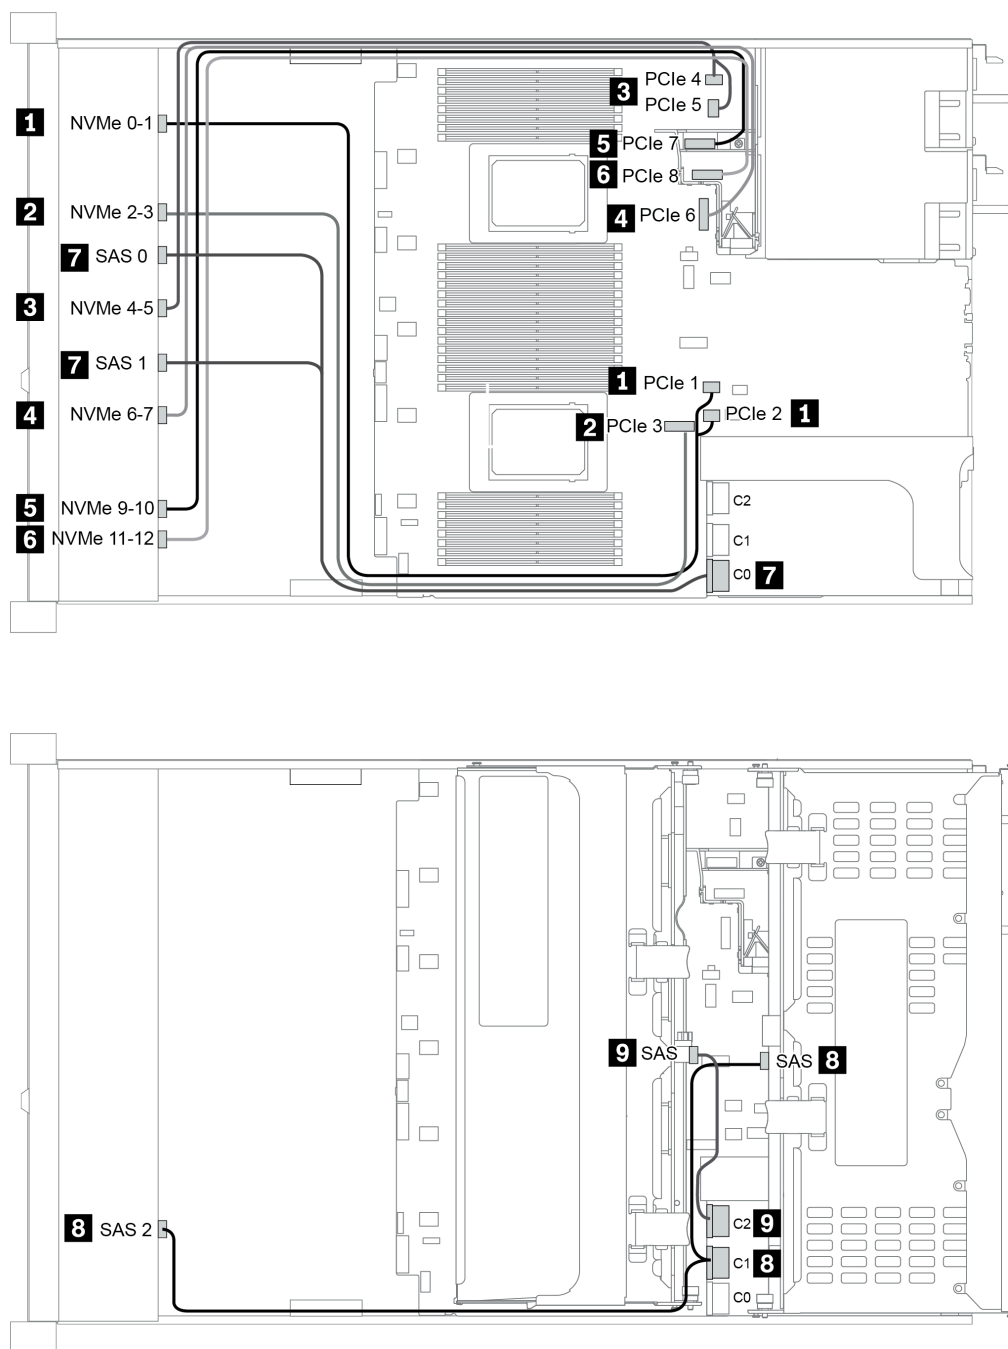 3 PCIe 4
PCIe 5
1 NVMe 0-1
5 PCIe 7
6 PCIe 8
2 NVMe 2-3
4 PCIe 6
7 SAS 0
3 NVMe 4-5
7 SAS 1
1 PCIe 1
4 NVMe 6-7
PCIe 2 1
2 PCIe 3
C2
5 NVMe 9-10
6 NVMe 11-12
C1
C0 7
9 SAS
SAS 8
8 SAS 2
C2 9
C1 8
C0